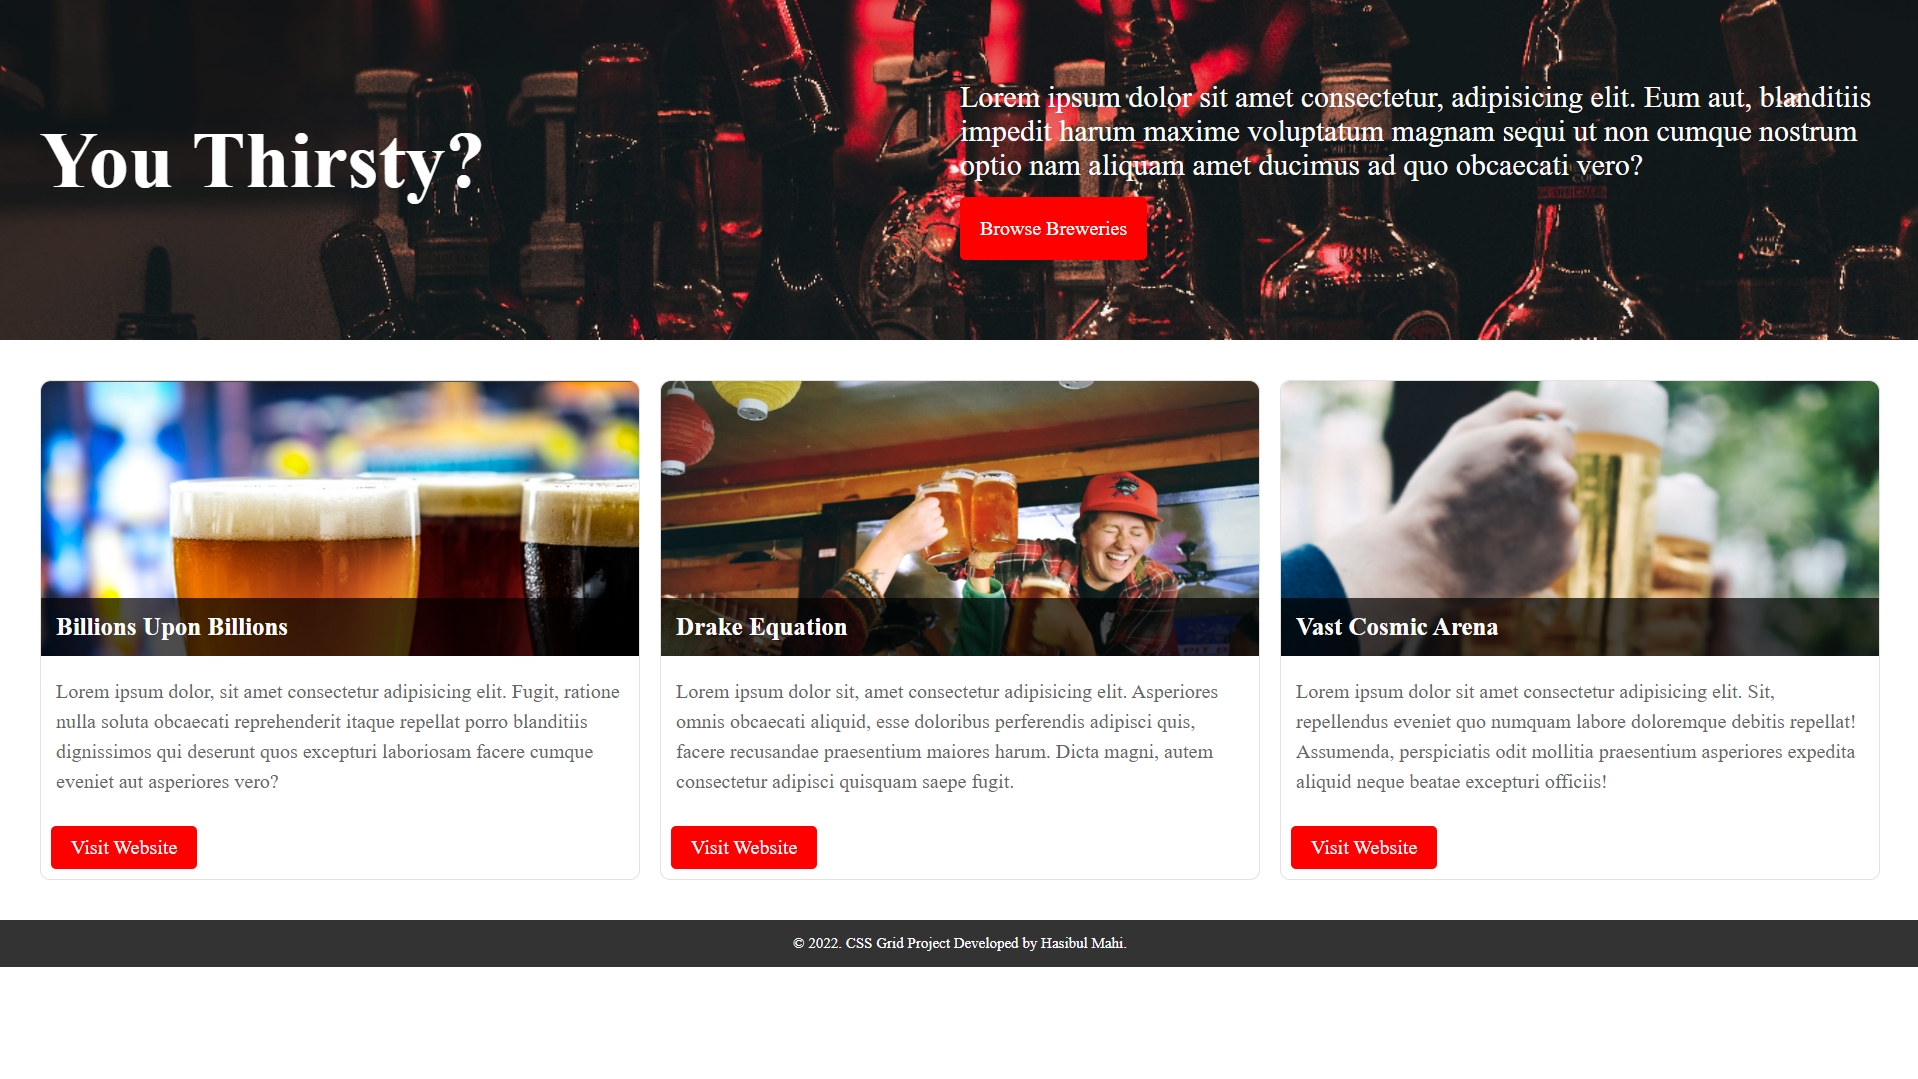 You Thirsty?
Lorem ipsum dolor sit amet consectetur, adipisicing elit. Eum aut, blanditiis
impedit harum maxime voluptatum magnam sequi ut non cumque nostrum
optio nam aliquam amet ducimus ad quo obcaecati vero?
Browse Breweries
Billions Upon Billions
Lorem ipsum dolor, sit amet consectetur adipisicing elit. Fugit, ratione
nulla soluta obcaecati reprehenderit itaque repellat porro blanditiis
dignissimos qui deserunt quos excepturi laboriosam facere cumque
eveniet aut asperiores vero?
Visit Website
Drake Equation
Lorem ipsum dolor sit, amet consectetur adipisicing elit. Asperiores
omnis obcaecati aliquid, esse doloribus perferendis adipisci quis,
facere recusandae praesentium maiores harum. Dicta magni, autem
consectetur adipisci quisquam saepe fugit.
Visit Website
Vast Cosmic Arena
Lorem ipsum dolor sit amet consectetur adipisicing elit. Sit,
repellendus eveniet quo numquam labore doloremque debitis repellat!
Assumenda, perspiciatis odit mollitia praesentium asperiores expedita
aliquid neque beatae excepturi officiis!
Visit Website
© 2022. CSS Grid Project Developed by Hasibul Mahi.